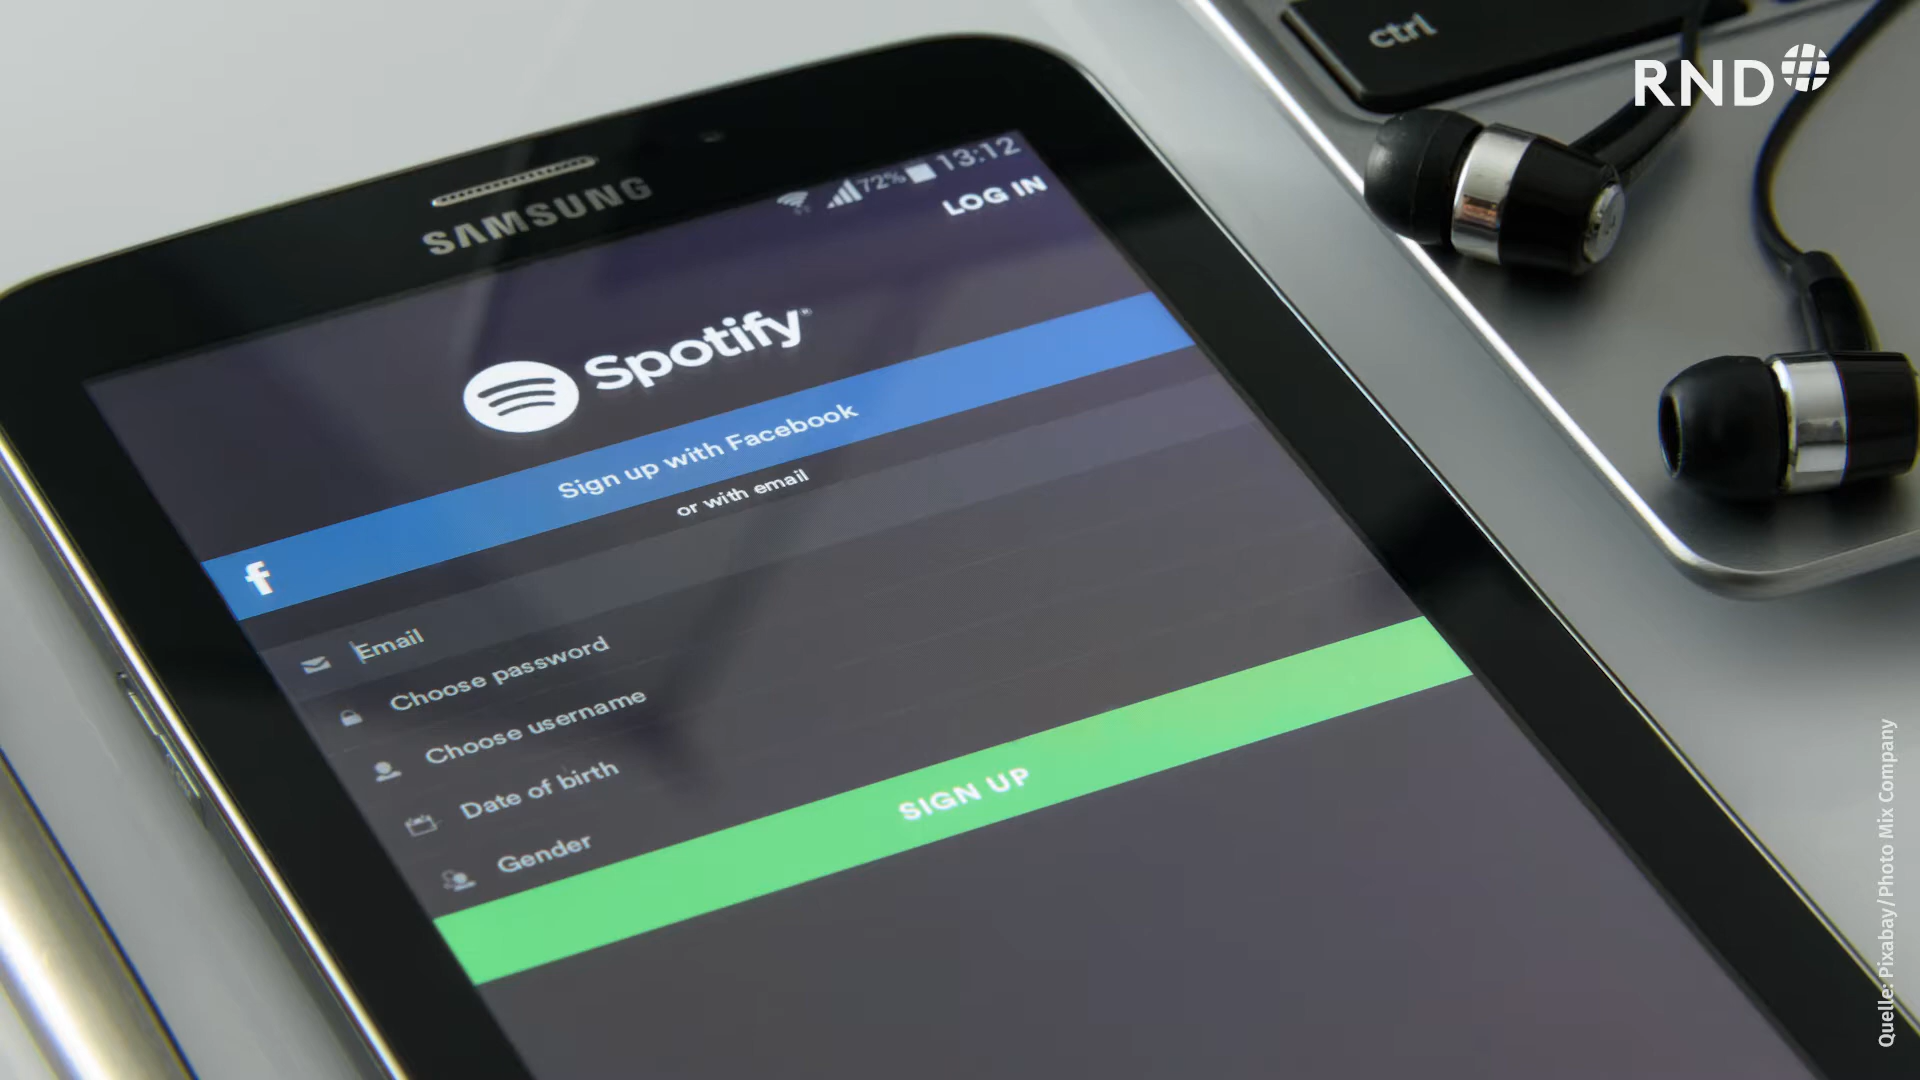 ctrl
RND
SAMSUNG
72% 13:12
LOG IN
Spotify®
Sign up with Facebook
f
or with email
Email
Choose password
Choose username
Date of birth
Gender
SIGN UP
Quelle: Pixabay/Photo Mix Company